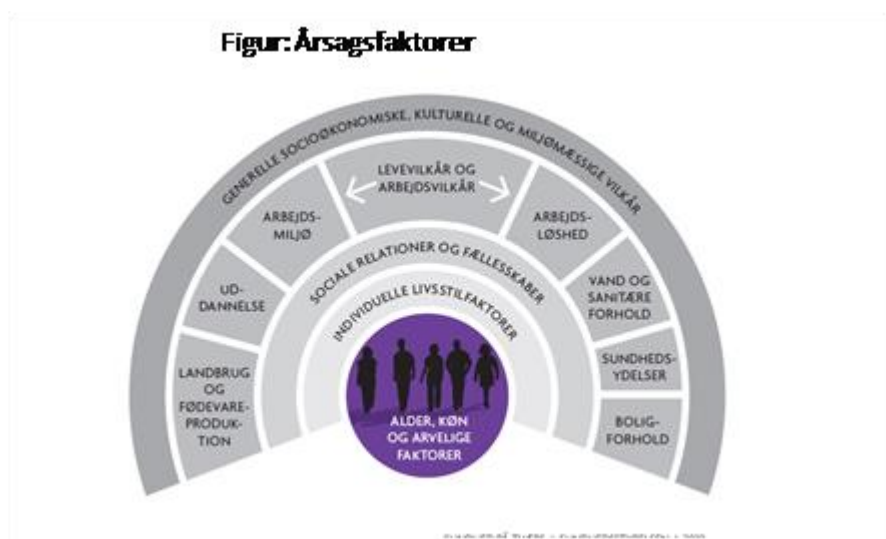 Figur: Årsagsfaktorer
GENERELLE SOCIOØKONOMISKE, KULTURELLE OG MILJØMÆSSIGE VILKÅR
LEVEVILKÅR OG
ARBEJDSVILKÅR
ARBEJDS-
MILJØ
ARBEJDS-
LØSHED
UD-
DANNELSE
VAND OG
SANITÆRE
FORHOLD
LANDBRUG
OG
FØDEVARE-
PRODUK-
TION
SUNDHEDS-
YDELSER
BOLIG-
FORHOLD
SOCIALE RELATIONER OG FÆLLESSKABER
INDIVIDUELLE LIVSSTILFAKTORER
ALDER, KØN
OG ARVELIGE
FAKTORER